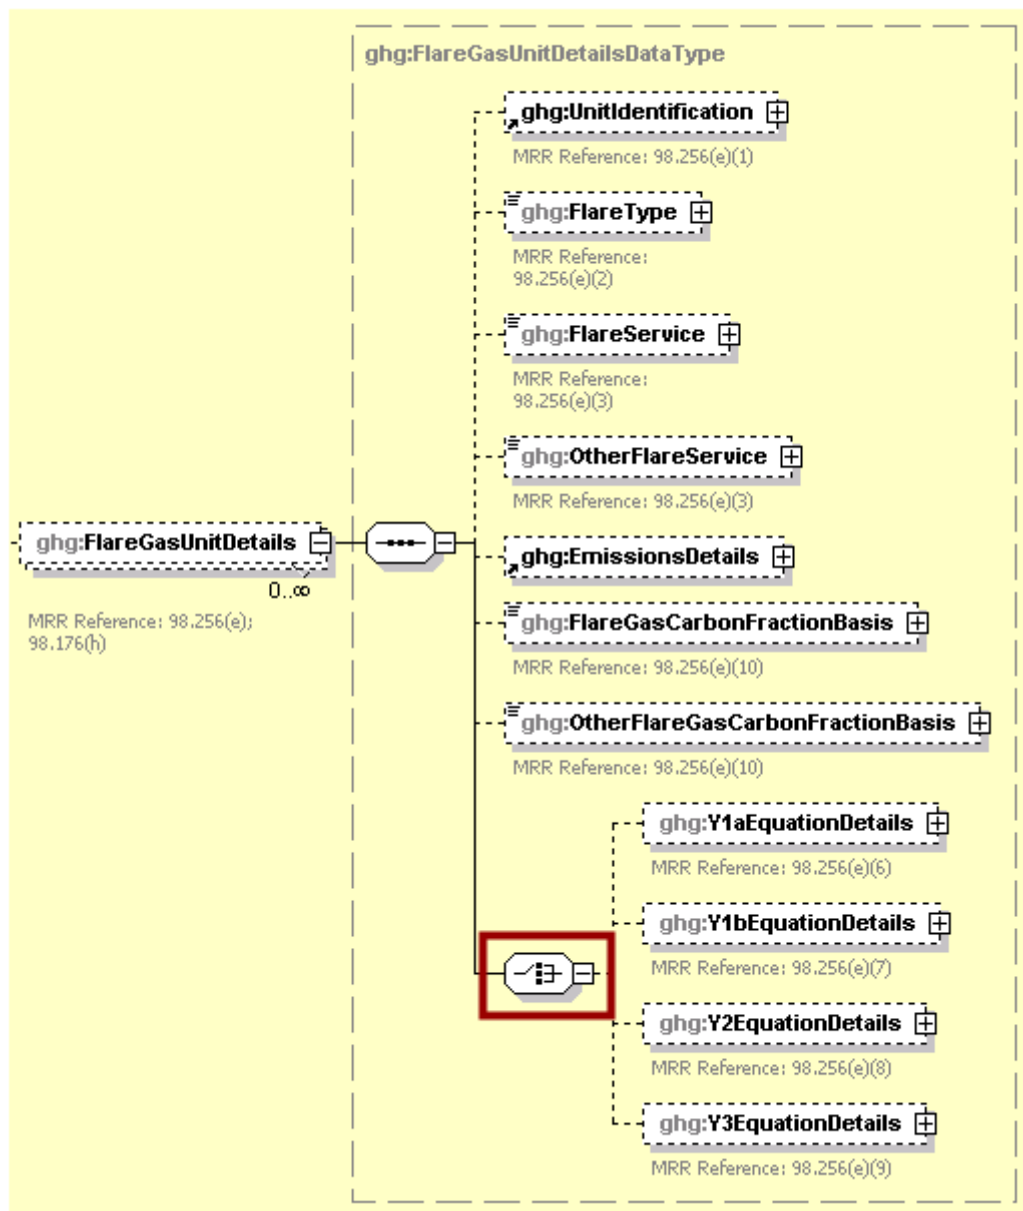 ghg:FlareGasUnitDetailsDataType
ghg:UnitIdentification
MRR Reference: 98.256(e)(1)
ghg:FlareType
MRR Reference:
98.256(e)(2)
ghg:FlareService
MRR Reference:
98.256(e)(3)
ghg:OtherFlareService
MRR Reference: 98.256(e)(3)
ghg:FlareGasUnitDetails
0..∞
MRR Reference: 98.256(e);
98.176(h)
ghg:EmissionsDetails
ghg:FlareGasCarbonFractionBasis
MRR Reference: 98.256(e)(10)
ghg:OtherFlareGasCarbonFractionBasis
MRR Reference: 98.256(e)(10)
ghg:Y1aEquationDetails
MRR Reference: 98.256(e)(6)
ghg:Y1bEquationDetails
MRR Reference: 98.256(e)(7)
ghg:Y2EquationDetails
MRR Reference: 98.256(e)(8)
ghg:Y3EquationDetails
MRR Reference: 98.256(e)(9)